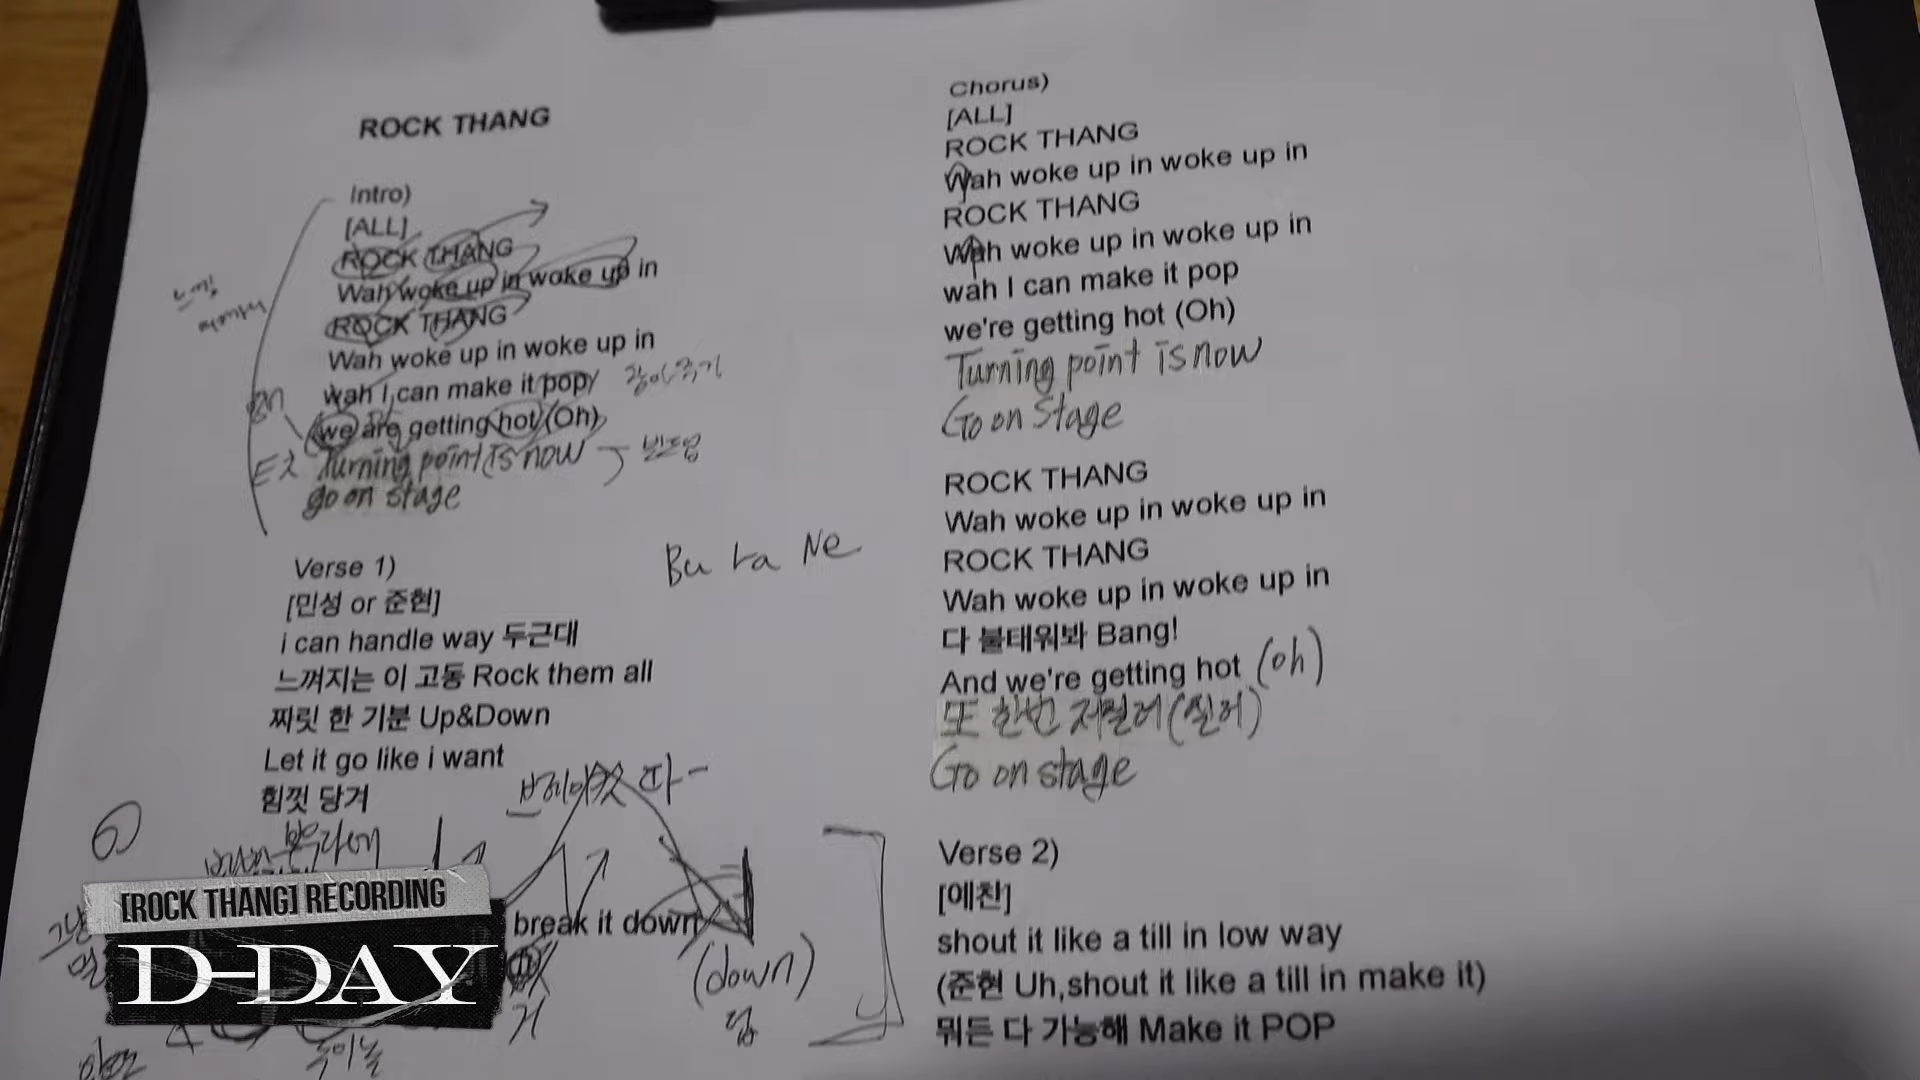 ROCK THANG
Intro)
[ALL]
ROCK THANG
Wah woke up in woke up in
ROCK THANG
Wah woke up in woke up in
wah I can make it pop
we are getting hot (Oh)
Turning point is now
go on stage
Bu ra Ne
Verse 1)
[민성 or 준현]
i can handle way 두근대
느껴지는 이 고동 Rock them all
찌릿 한 기분 Up&Down
Let it go like i want
힘껏 당겨
break it down
(down)
Chorus)
[ALL]
ROCK THANG
Wah woke up in woke up in
ROCK THANG
Wah woke up in woke up in
wah I can make it pop
we're getting hot (Oh)
Turning point is now
Go on Stage
ROCK THANG
Wah woke up in woke up in
ROCK THANG
Wah woke up in woke up in
다 불태워봐 Bang!
And we're getting hot (oh)
또 한번 저질러 (질러)
Go on stage
Verse 2)
[예찬]
shout it like a till in low way
(준현 Uh,shout it like a till in make it)
뭐든 다 가능해 Make it POP
[ROCK THANG] RECORDING
D-DAY